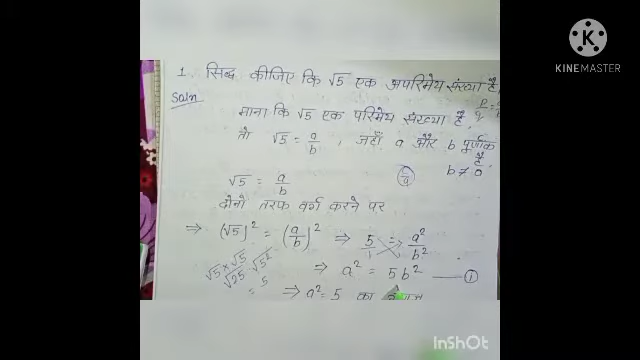 KINEMASTER
1. सिद्ध कीजिए कि √5 एक अपरिमेय संख्या है।
Soln
माना कि √5 एक परिमेय संख्या है,
तो √5 = a/b, जहाँ a और b पूर्णांक है
b ≠ 0
√5 = a/b
दोनो तरफ वर्ग करने पर
⇒ (√5)² = (a/b)² ⇒ 5/1 = a²/b²
√5 × √5
√25 √5²
= 5
⇒ a² = 5b² —— ①
⇒ a² = 5 का
InShOt